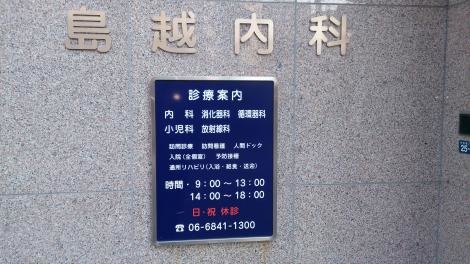 島越内科
診療案内
内科 消化器科 循環器科
小児科 放射線科
訪問診療 訪問看護 人間ドック
入院(全個室) 予防接種
通所リハビリ(入浴・給食・送迎)
時間・9:00～13:00
14:00～18:00
日・祝 休診
☎06-6841-1300